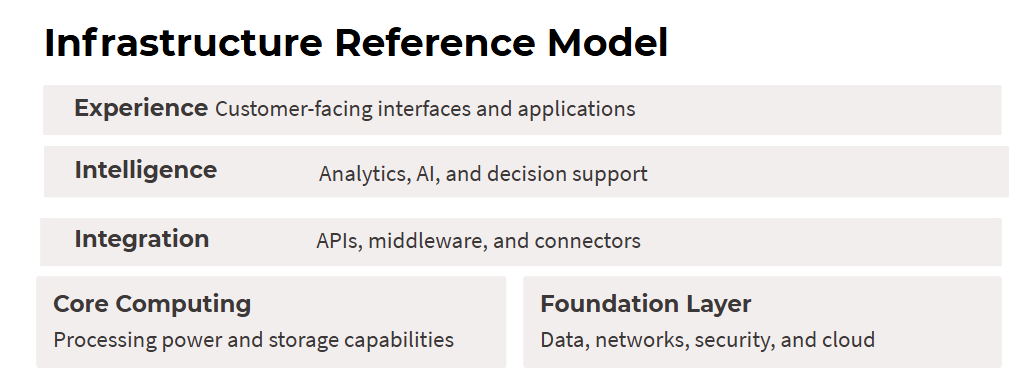 Infrastructure Reference Model
Experience Customer-facing interfaces and applications
Intelligence Analytics, AI, and decision support
Integration APIs, middleware, and connectors
Core Computing
Processing power and storage capabilities
Foundation Layer
Data, networks, security, and cloud